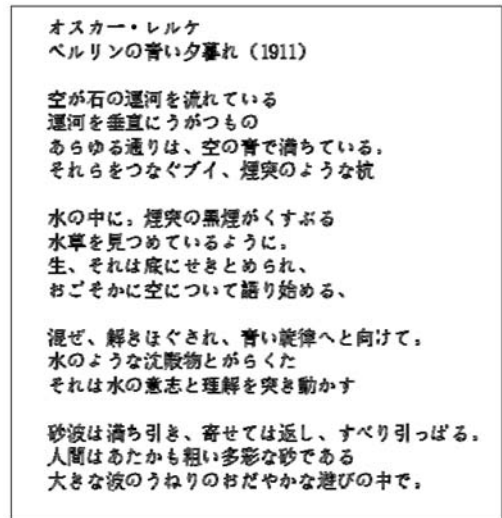 オスカー・レルケ
ベルリンの青い夕暮れ（1911）
空が石の運河を流れている
運河を垂直にうがつもの
あらゆる通りは、空の青で満ちている。
それらをつなぐブイ、煙突のような杭
水の中に。煙突の黒煙がくすぶる
水草を見つめているように。
生、それは底にせきとめられ、
おごそかに空について語り始める、
混ぜ、解きほぐされ、青い旋律へと向けて。
水のような沈殿物とがらくた
それは水の意志と理解を突き動かす
砂波は満ち引き、寄せては返し、すべり引っぱる。
人間はあたかも粗い多彩な砂である
大きな波のうねりのおだやかな遊びの中で。